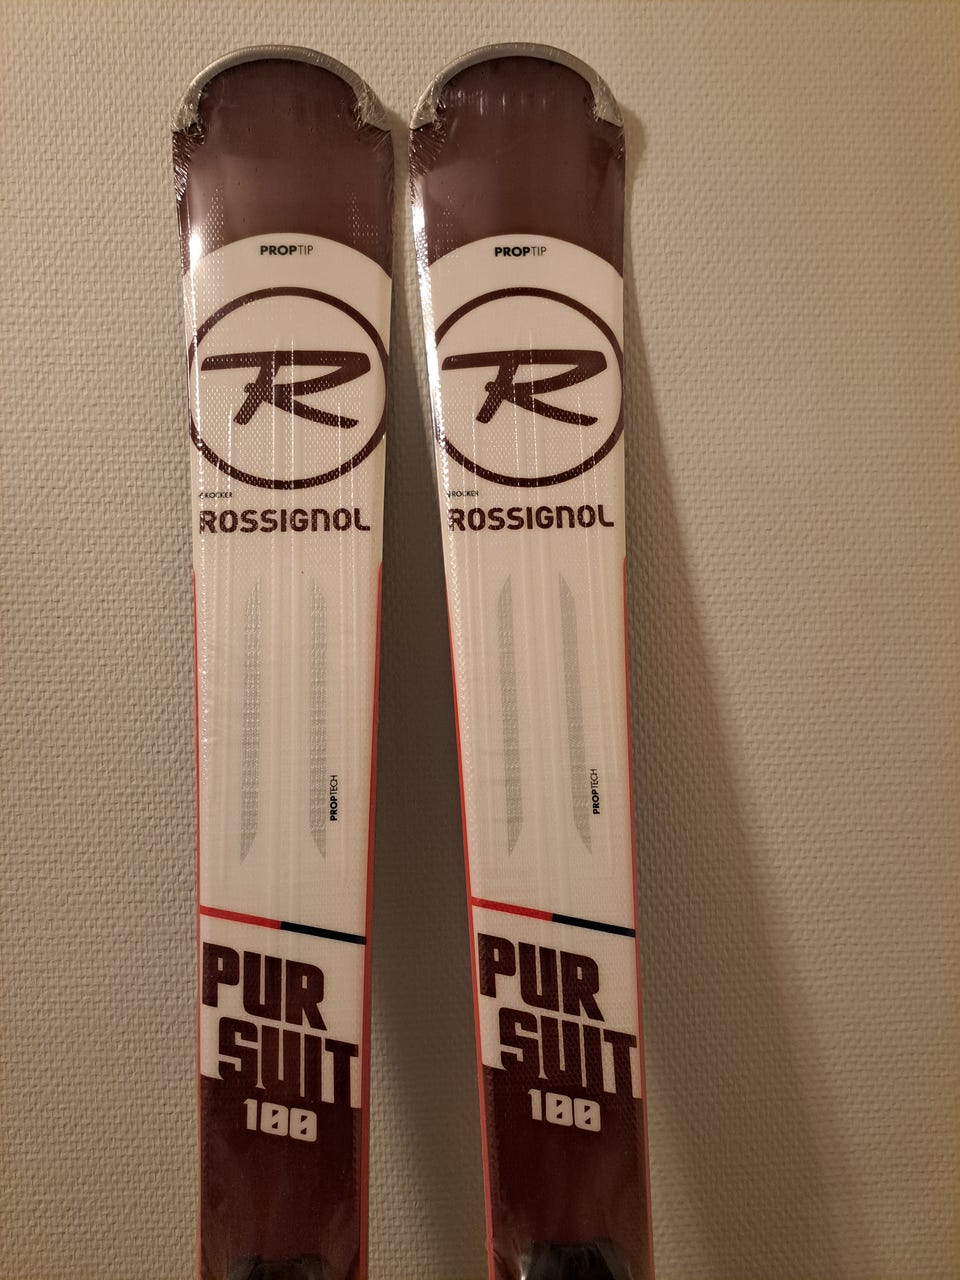 PROPTIP
R
ROCKER
ROSSIGNOL
PROPTECH
PUR
SUIT
100
PROPTIP
R
ROCKER
ROSSIGNOL
PROPTECH
PUR
SUIT
100